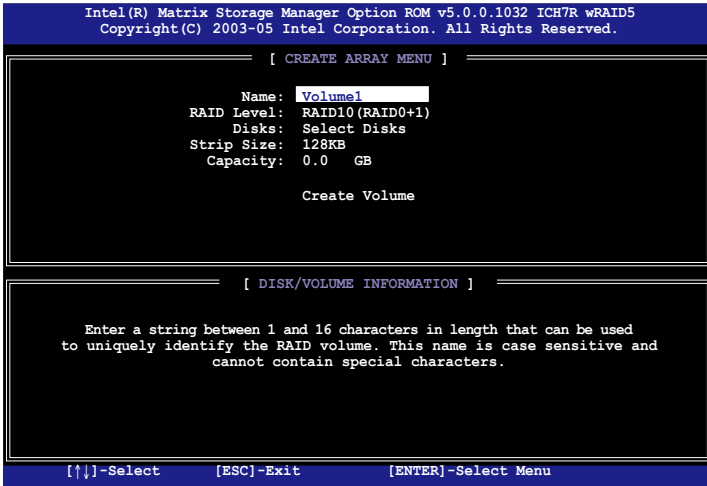 Intel(R) Matrix Storage Manager Option ROM v5.0.0.1032 ICH7R wRAID5
Copyright(C) 2003-05 Intel Corporation. All Rights Reserved.
[ CREATE ARRAY MENU ]
Name: Volume1
RAID Level: RAID10(RAID0+1)
Disks: Select Disks
Strip Size: 128KB
Capacity: 0.0 GB
Create Volume
[ DISK/VOLUME INFORMATION ]
Enter a string between 1 and 16 characters in length that can be used
to uniquely identify the RAID volume. This name is case sensitive and
cannot contain special characters.
[↑↓]-Select [ESC]-Exit [ENTER]-Select Menu